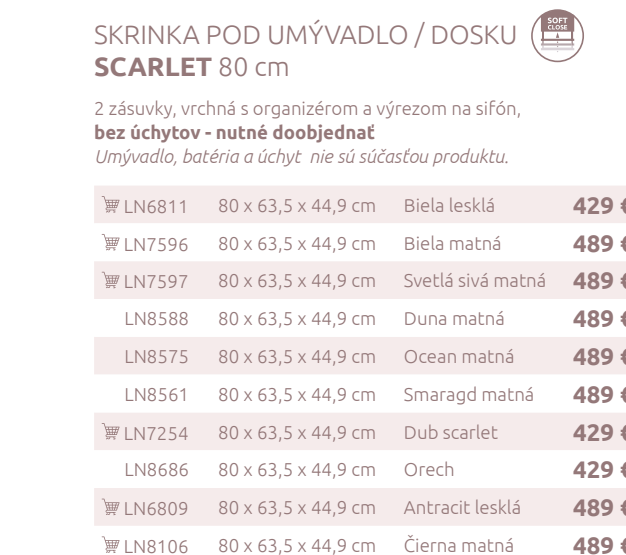 SKRINKA POD UMÝVADLO / DOSKU
SOFT
CLOSE
SCARLET 80 cm
2 zásuvky, vrchná s organizérom a výrezom na sifón,
bez úchytov - nutné doobjednať
Umývadlo, batéria a úchyt nie sú súčasťou produktu.
LN6811 80 x 63,5 x 44,9 cm Biela lesklá 429 €
LN7596 80 x 63,5 x 44,9 cm Biela matná 489 €
LN7597 80 x 63,5 x 44,9 cm Svetlá sivá matná 489 €
LN8588 80 x 63,5 x 44,9 cm Duna matná 489 €
LN8575 80 x 63,5 x 44,9 cm Ocean matná 489 €
LN8561 80 x 63,5 x 44,9 cm Smaragd matná 489 €
LN7254 80 x 63,5 x 44,9 cm Dub scarlet 429 €
LN8686 80 x 63,5 x 44,9 cm Orech 429 €
LN6809 80 x 63,5 x 44,9 cm Antracit lesklá 489 €
LN8106 80 x 63,5 x 44,9 cm Čierna matná 489 €